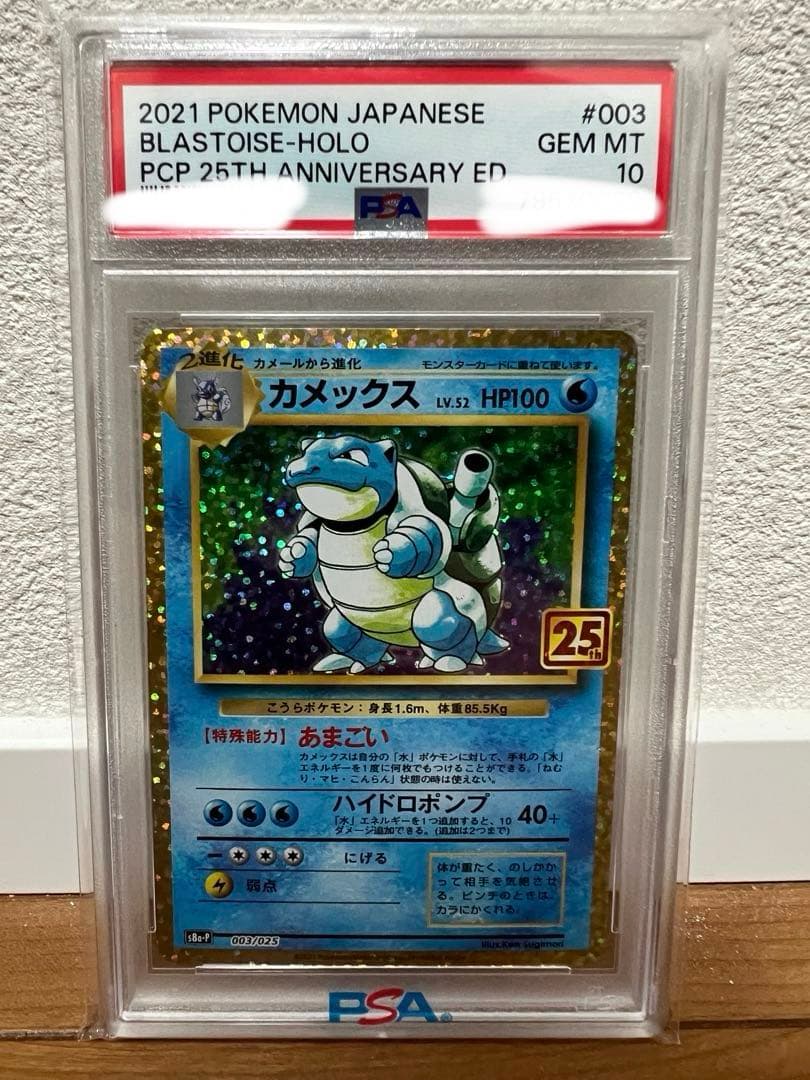 2021 POKEMON JAPANESE #003
BLASTOISE-HOLO GEM MT
PCP 25TH ANNIVERSARY ED. 10
PSA
2進化 カメールから進化 モンスターカードに重ねて使います。
カメックス LV.52 HP100
25th
こうらポケモン：身長1.6m、体重85.5Kg
【特殊能力】 あまごい
カメックスは自分の「水」ポケモンに対して、手札の「水」
エネルギーを1度に何枚でもつけることができる。「ねむ
り・マヒ・こんらん」状態の時は使えない。
ハイドロポンプ 40+
「水」エネルギーを1つ追加すると、10
ダメージ追加できる。(追加は2つまで)
にげる
弱点
体が重たく、のしかか
って相手を気絶させ
る。ピンチのときは、
カラにかくれる。
s8a-P 003/025
Illus.Ken Sugimori
PSA